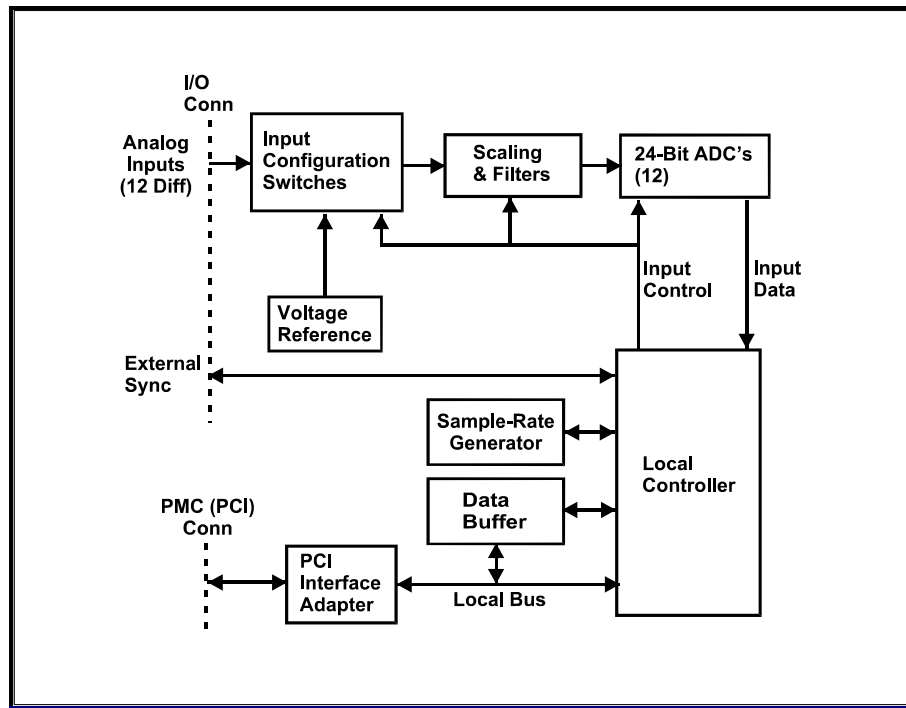 I/O
Conn
Analog
Inputs
(12 Diff)
Input
Configuration
Switches
Scaling
& Filters
24-Bit ADC's
(12)
Input
Control
Input
Data
Voltage
Reference
External
Sync
Sample-Rate
Generator
Local
Controller
Data
Buffer
PMC (PCI)
Conn
PCI
Interface
Adapter
Local Bus